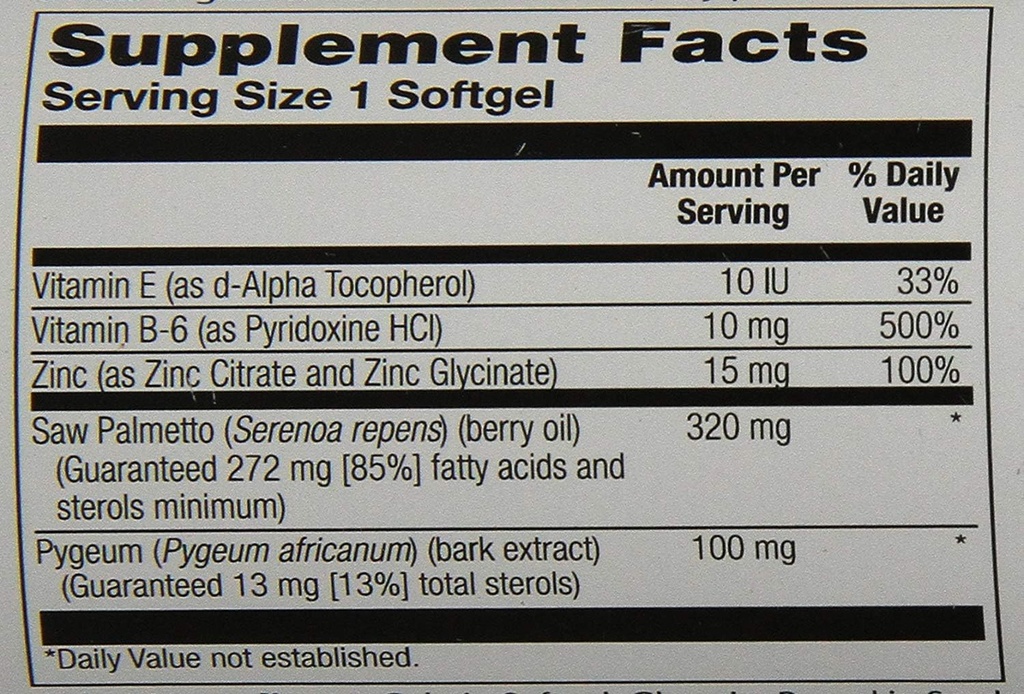 Supplement Facts
Serving Size 1 Softgel
Amount Per Serving % Daily Value
Vitamin E (as d-Alpha Tocopherol) 10 IU 33%
Vitamin B-6 (as Pyridoxine HCl) 10 mg 500%
Zinc (as Zinc Citrate and Zinc Glycinate) 15 mg 100%
Saw Palmetto (Serenoa repens) (berry oil) 320 mg *
(Guaranteed 272 mg [85%] fatty acids and
sterols minimum)
Pygeum (Pygeum africanum) (bark extract) 100 mg *
(Guaranteed 13 mg [13%] total sterols)
*Daily Value not established.